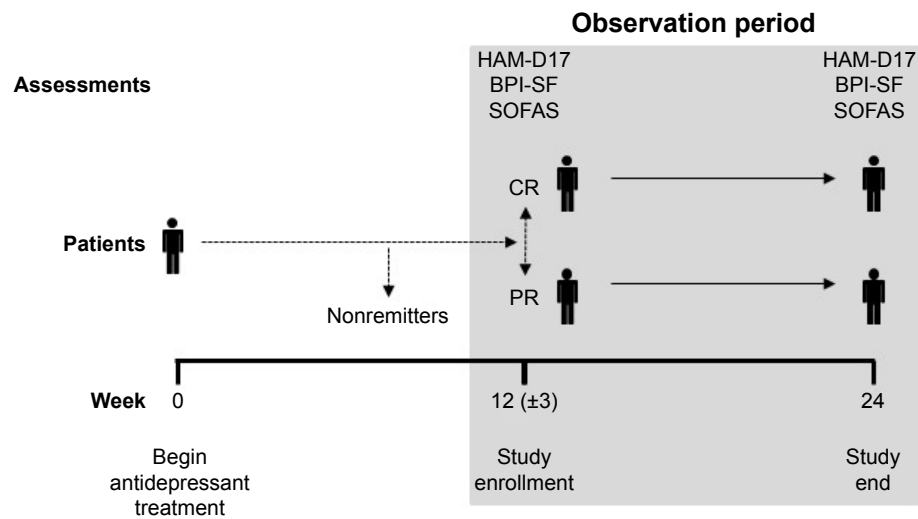 Observation period
Assessments
HAM-D17
BPI-SF
SOFAS
HAM-D17
BPI-SF
SOFAS
CR
Patients
PR
Nonremitters
Week
0
12 (±3)
24
Begin
antidepressant
treatment
Study
enrollment
Study
end